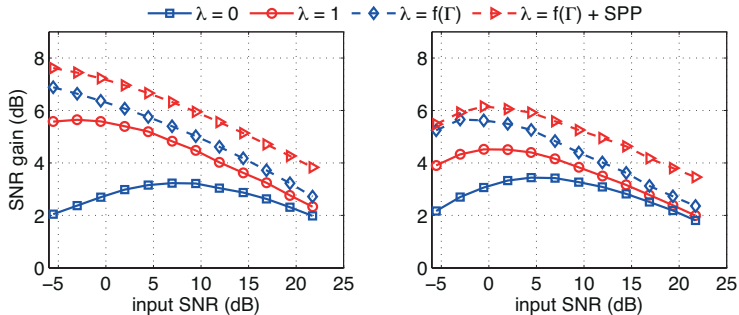 λ = 0 λ = 1 λ = f(Γ) λ = f(Γ) + SPP
SNR gain (dB)
8
6
4
2
0
−5 0 5 10 15 20 25
input SNR (dB)
8
6
4
2
0
−5 0 5 10 15 20 25
input SNR (dB)